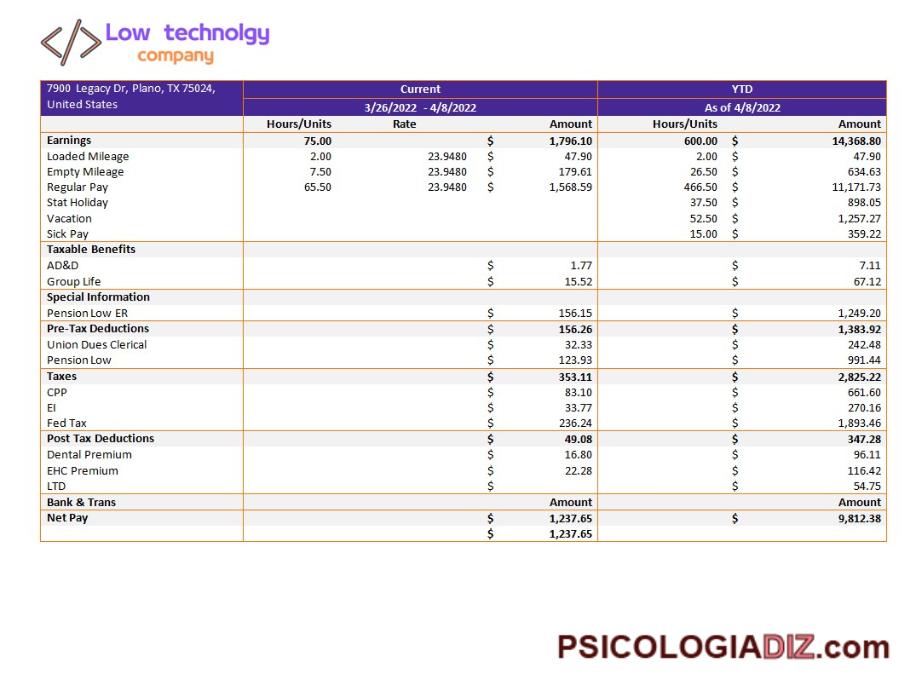 </> Low technolgy
company
7900 Legacy Dr, Plano, TX 75024, Current YTD
United States 3/26/2022 - 4/8/2022 As of 4/8/2022
Hours/Units Rate Amount Hours/Units Amount
Earnings 75.00 $ 1,796.10 600.00 $ 14,368.80
Loaded Mileage 2.00 23.9480 $ 47.90 2.00 $ 47.90
Empty Mileage 7.50 23.9480 $ 179.61 26.50 $ 634.63
Regular Pay 65.50 23.9480 $ 1,568.59 466.50 $ 11,171.73
Stat Holiday 37.50 $ 898.05
Vacation 52.50 $ 1,257.27
Sick Pay 15.00 $ 359.22
Taxable Benefits
AD&D $ 1.77 $ 7.11
Group Life $ 15.52 $ 67.12
Special Information
Pension Low ER $ 156.15 $ 1,249.20
Pre-Tax Deductions $ 156.26 $ 1,383.92
Union Dues Clerical $ 32.33 $ 242.48
Pension Low $ 123.93 $ 991.44
Taxes $ 353.11 $ 2,825.22
CPP $ 83.10 $ 661.60
EI $ 33.77 $ 270.16
Fed Tax $ 236.24 $ 1,893.46
Post Tax Deductions $ 49.08 $ 347.28
Dental Premium $ 16.80 $ 96.11
EHC Premium $ 22.28 $ 116.42
LTD $ $ 54.75
Bank & Trans Amount Amount
Net Pay $ 1,237.65 $ 9,812.38
$ 1,237.65
PSICOLOGIADIZ.com